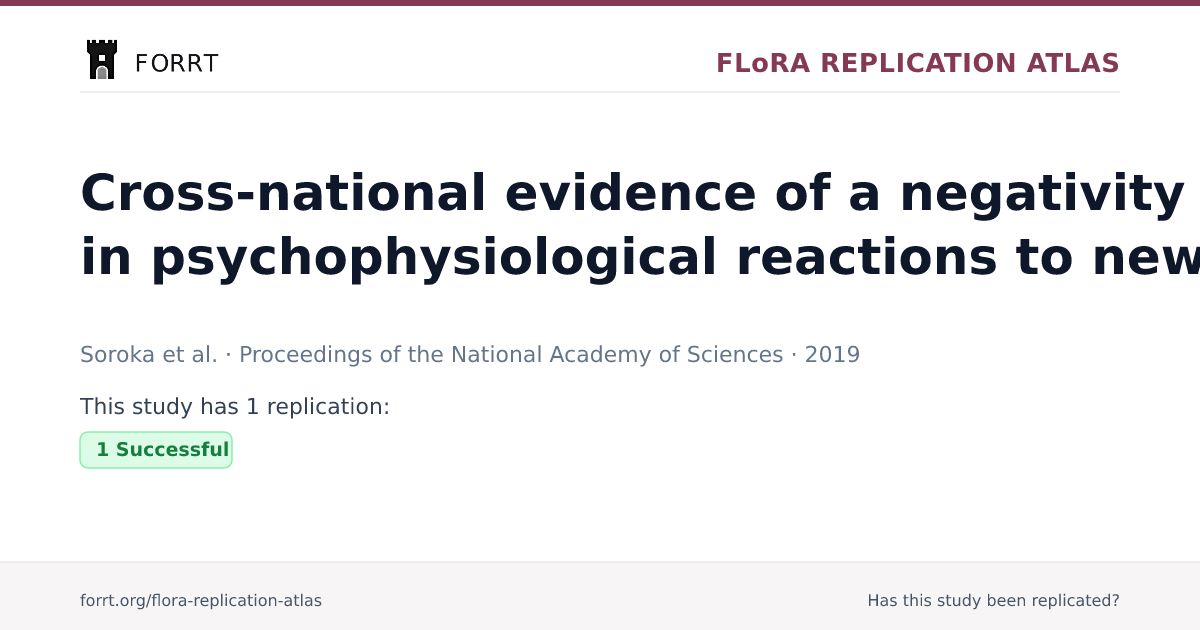 FORRT
FLoRA REPLICATION ATLAS
Cross-national evidence of a negativity
in psychophysiological reactions to new
Soroka et al. · Proceedings of the National Academy of Sciences · 2019
This study has 1 replication:
1 Successful
forrt.org/flora-replication-atlas
Has this study been replicated?